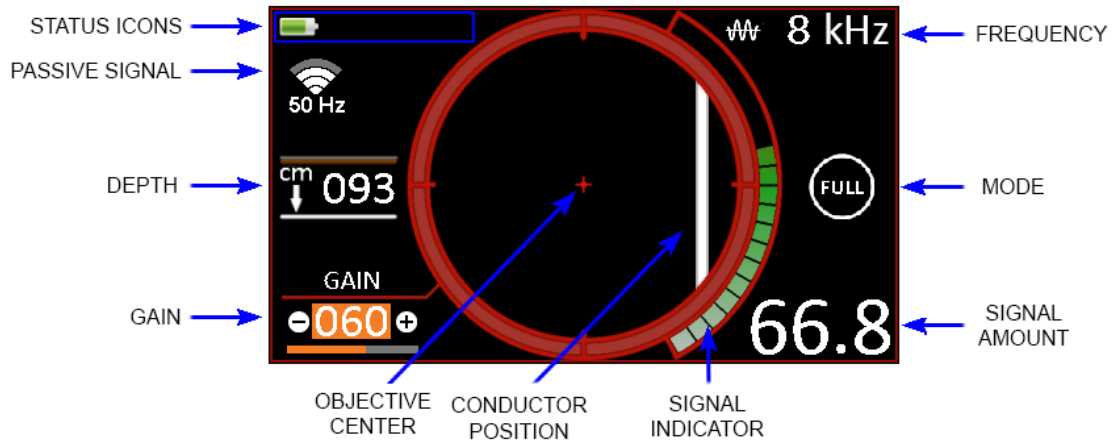 STATUS ICONS
8 kHz
FREQUENCY
PASSIVE SIGNAL
50 Hz
DEPTH
cm
093
FULL
MODE
GAIN
GAIN
060
66.8
SIGNAL
AMOUNT
OBJECTIVE
CENTER
CONDUCTOR
POSITION
SIGNAL
INDICATOR